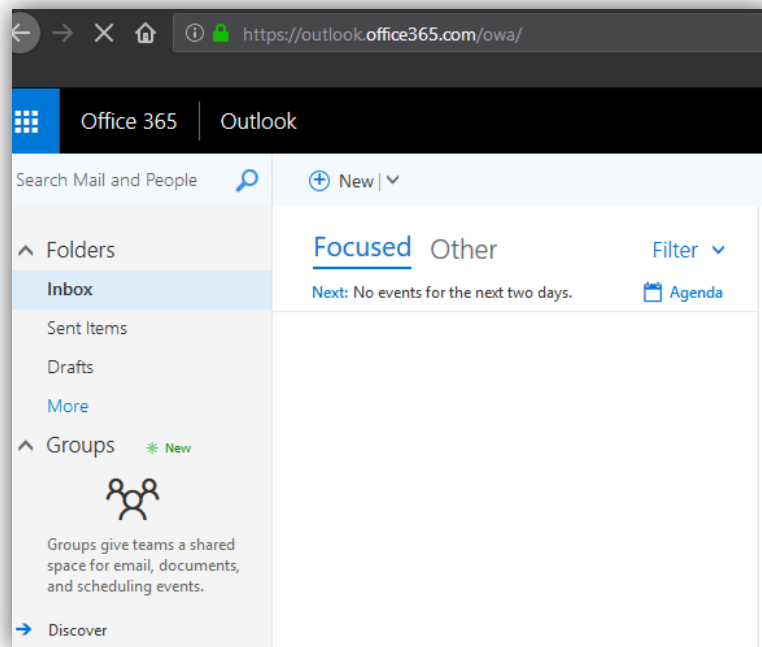 https://outlook.office365.com/owa/
Office 365 Outlook
Search Mail and People
New
Folders
Inbox
Sent Items
Drafts
More
Groups New
Groups give teams a shared
space for email, documents,
and scheduling events.
Discover
Focused Other Filter
Next: No events for the next two days. Agenda